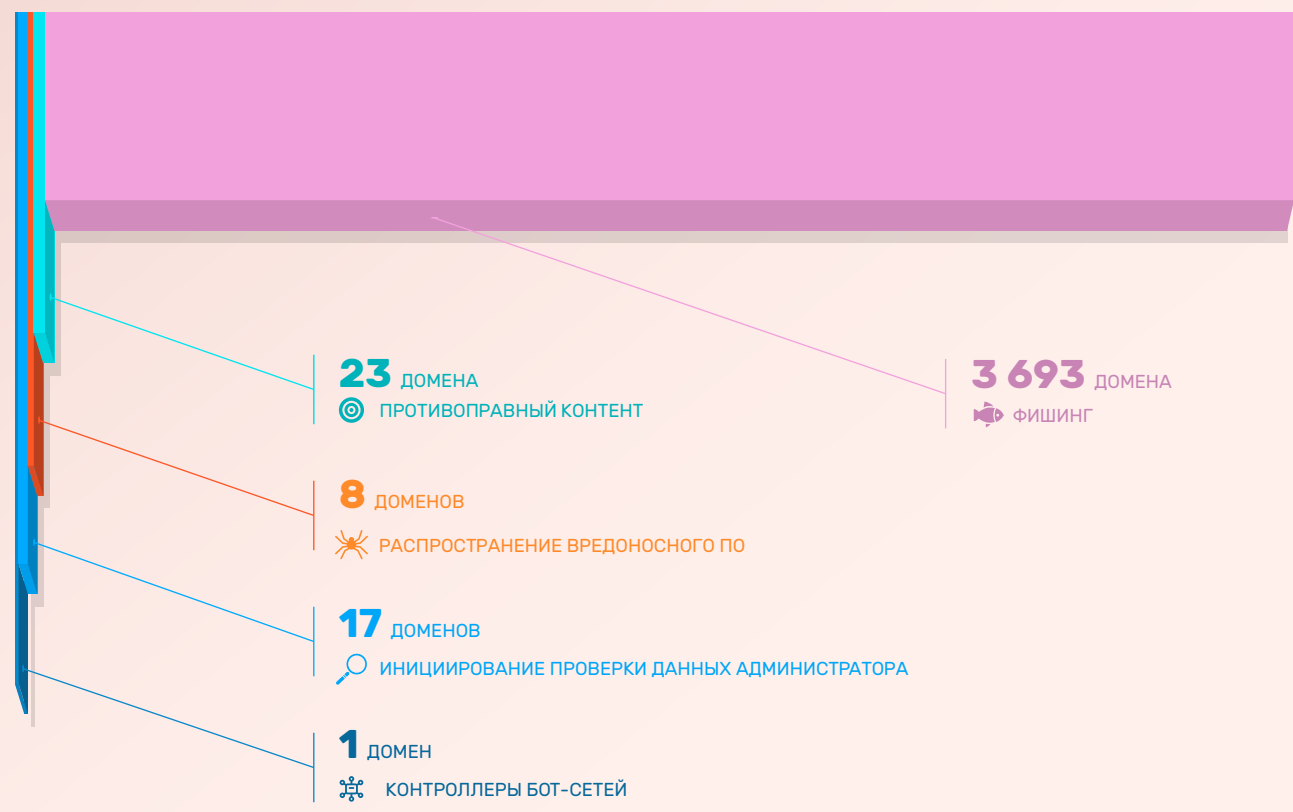 23 ДОМЕНА
ПРОТИВОПРАВНЫЙ КОНТЕНТ
3 693 ДОМЕНА
ФИШИНГ
8 ДОМЕНОВ
РАСПРОСТРАНЕНИЕ ВРЕДОНОСНОГО ПО
17 ДОМЕНОВ
ИНИЦИИРОВАНИЕ ПРОВЕРКИ ДАННЫХ АДМИНИСТРАТОРА
1 ДОМЕН
КОНТРОЛЛЕРЫ БОТ-СЕТЕЙ